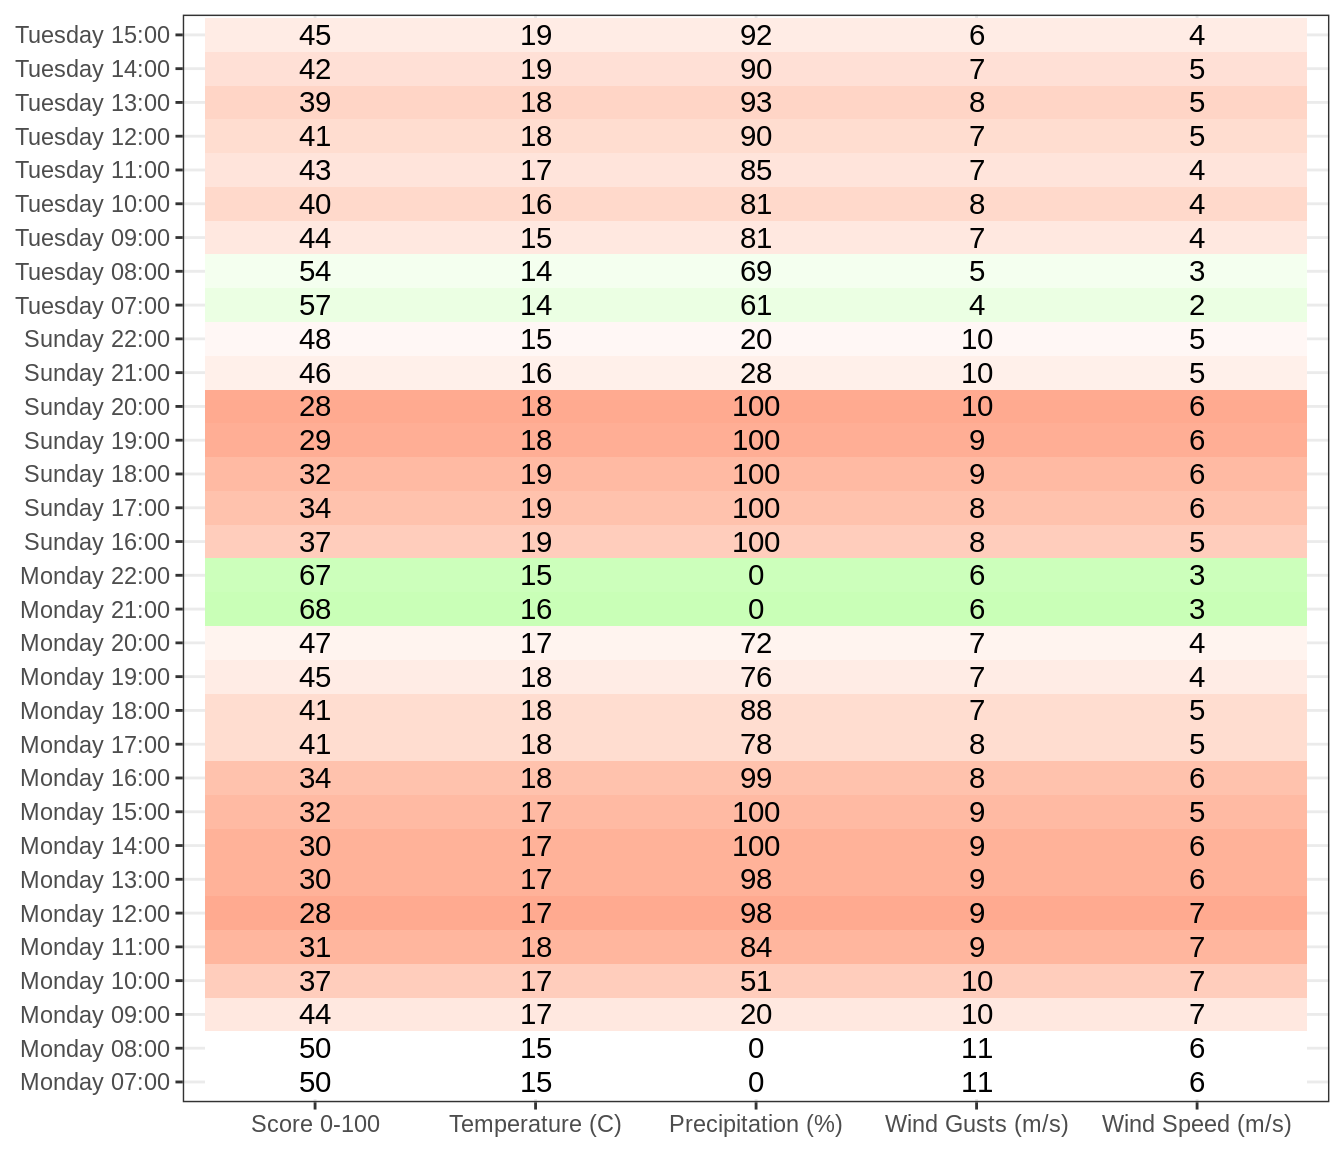 Tuesday 15:00 45 19 92 6 4
Tuesday 14:00 42 19 90 7 5
Tuesday 13:00 39 18 93 8 5
Tuesday 12:00 41 18 90 7 5
Tuesday 11:00 43 17 85 7 4
Tuesday 10:00 40 16 81 8 4
Tuesday 09:00 44 15 81 7 4
Tuesday 08:00 54 14 69 5 3
Tuesday 07:00 57 14 61 4 2
Sunday 22:00 48 15 20 10 5
Sunday 21:00 46 16 28 10 5
Sunday 20:00 28 18 100 10 6
Sunday 19:00 29 18 100 9 6
Sunday 18:00 32 19 100 9 6
Sunday 17:00 34 19 100 8 6
Sunday 16:00 37 19 100 8 5
Monday 22:00 67 15 0 6 3
Monday 21:00 68 16 0 6 3
Monday 20:00 47 17 72 7 4
Monday 19:00 45 18 76 7 4
Monday 18:00 41 18 88 7 5
Monday 17:00 41 18 78 8 5
Monday 16:00 34 18 99 8 6
Monday 15:00 32 17 100 9 5
Monday 14:00 30 17 100 9 6
Monday 13:00 30 17 98 9 6
Monday 12:00 28 17 98 9 7
Monday 11:00 31 18 84 9 7
Monday 10:00 37 17 51 10 7
Monday 09:00 44 17 20 10 7
Monday 08:00 50 15 0 11 6
Monday 07:00 50 15 0 11 6
Score 0-100 Temperature (C) Precipitation (%) Wind Gusts (m/s) Wind Speed (m/s)